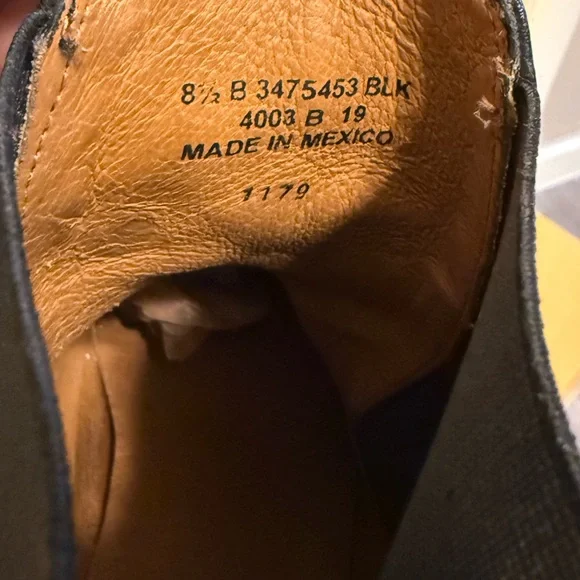 8½ B 3475453 BLK
4003 B 19
MADE IN MEXICO
1179